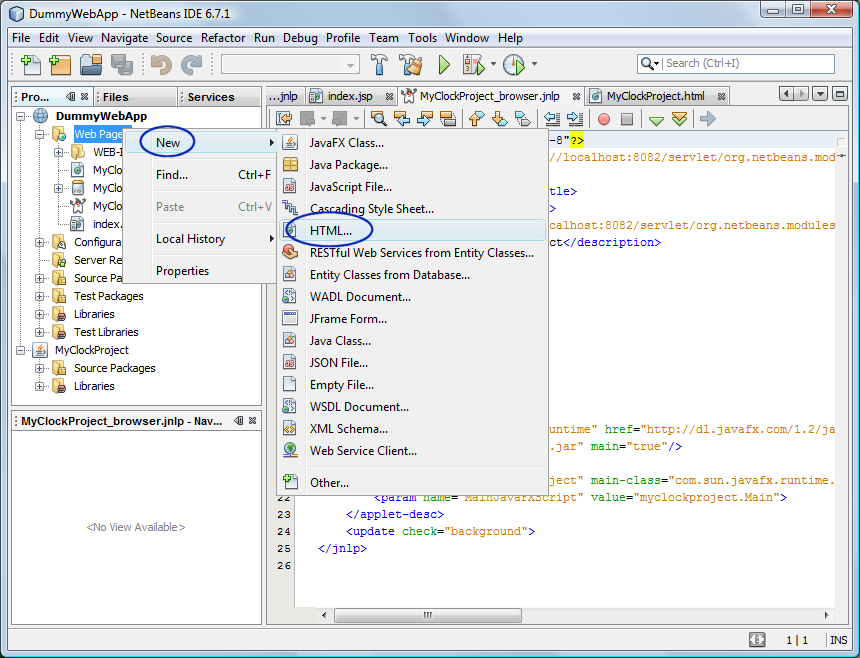 DummyWebApp - NetBeans IDE 6.7.1
File Edit View Navigate Source Refactor Run Debug Profile Team Tools Window Help
Search (Ctrl+I)
Pro... Files Services
...jnlp index.jsp MyClockProject_browser.jnlp MyClockProject.html
DummyWebApp
Web Page
WEB-I
MyClo
MyClo
MyClo
index.
Configura
Server Re
Source Pa
Test Packages
Libraries
Test Libraries
MyClockProject
Source Packages
Libraries
New
Find... Ctrl+F
Paste Ctrl+V
Local History
Properties
JavaFX Class...
Java Package...
JavaScript File...
Cascading Style Sheet...
HTML...
RESTful Web Services from Entity Classes...
Entity Classes from Database...
WADL Document...
JFrame Form...
Java Class...
JSON File...
Empty File...
WSDL Document...
XML Schema...
Web Service Client...
Other...
-8"?>
//localhost:8082/servlet/org.netbeans.mod
tle>
>
calhost:8082/servlet/org.netbeans.modules
ct</description>
untime" href="http://dl.javafx.com/1.2/ja
.jar" main="true"/>
ject" main-class="com.sun.javafx.runtime.
22 <param name="MainJavaFXScript" value="myclockproject.Main">
23 </applet-desc>
24 <update check="background">
25 </jnlp>
26
MyClockProject_browser.jnlp - Nav...
<No View Available>
1 | 1 INS